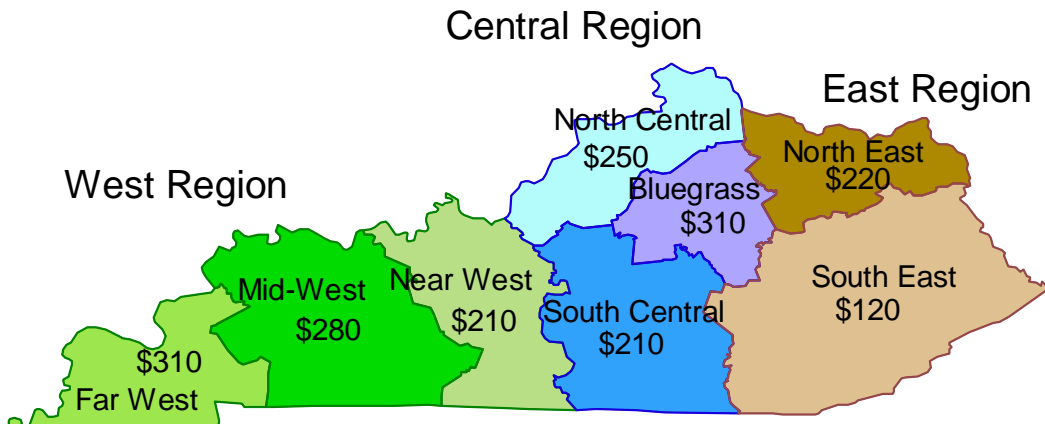 Central Region
East Region
West Region
North Central
$250
North East
$220
Bluegrass
$310
Mid-West
$280
Near West
$210
South Central
$210
South East
$120
$310
Far West